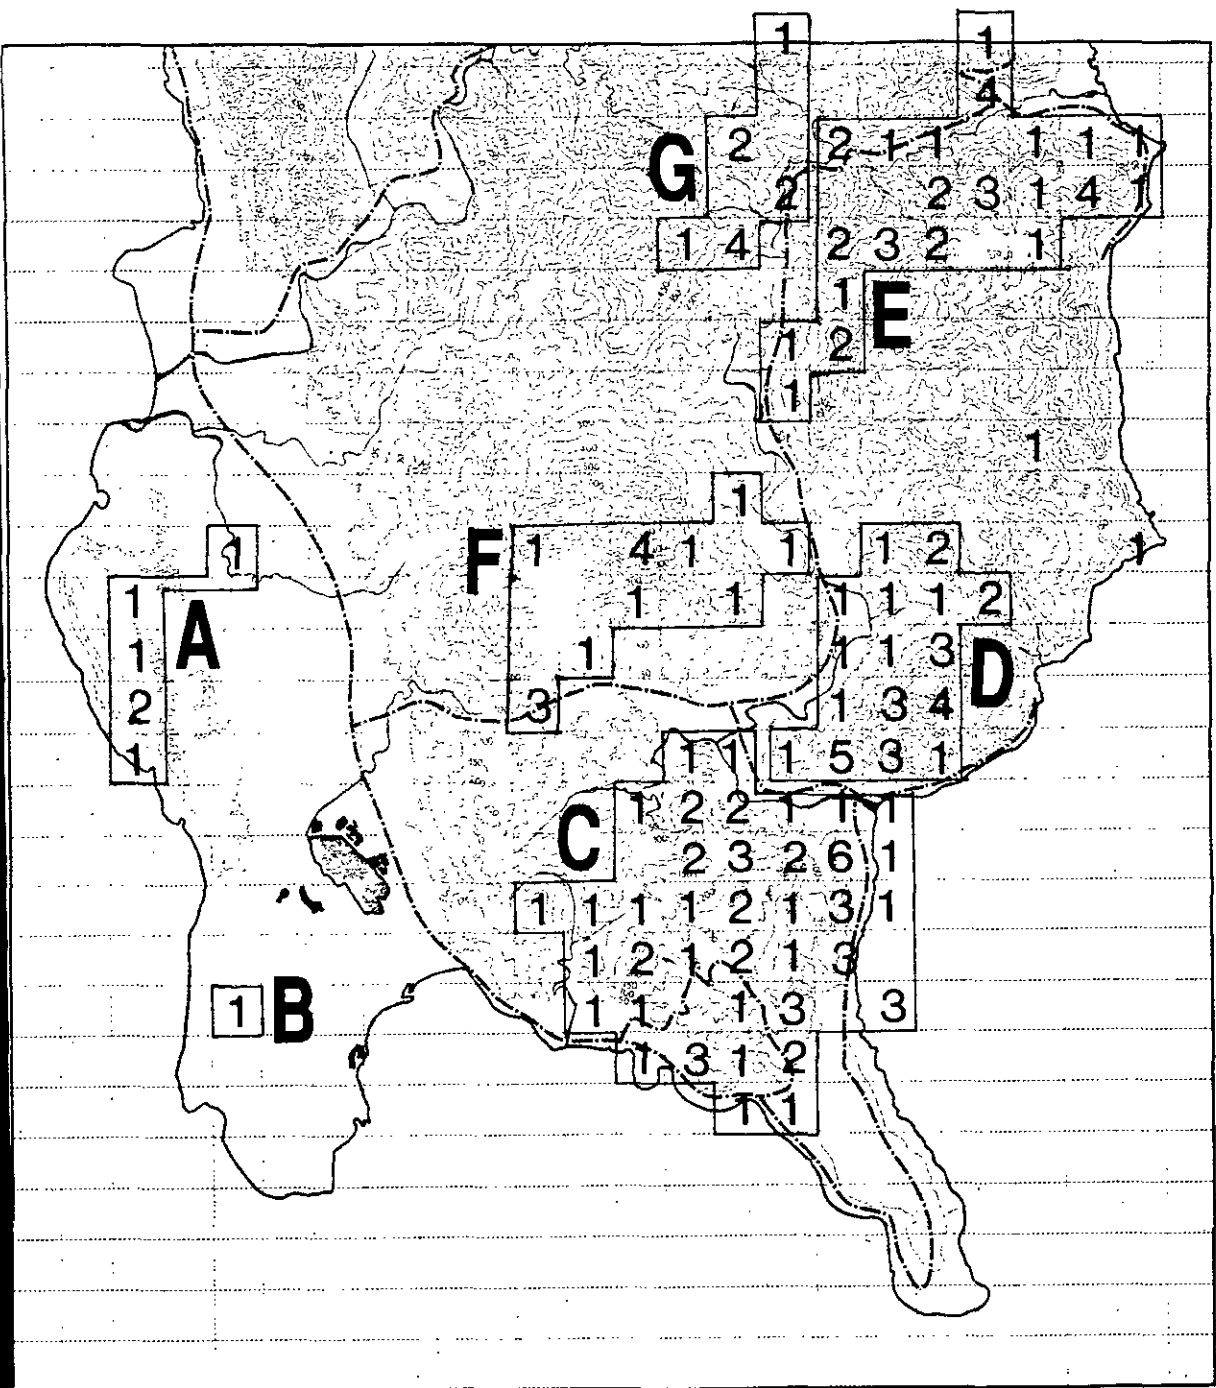 1 1
4
G 2 2 1 1 1 1 1
2 2 3 1 4 1
1 4 2 3 2 1
1 E
1 2
1
1
1
F 1 4 1 1 1 2 1
1
1 1 1 1 1 1 2
A
1 1 1 1 3 D
2 3 1 3 4
1 1 1 1 5 3 1
C 1 2 2 1 1 1
2 3 2 6 1
1 1 1 1 2 1 3 1
1 2 1 2 1 3
1 B 1 1 1 3 3
1 3 1 2
1 1